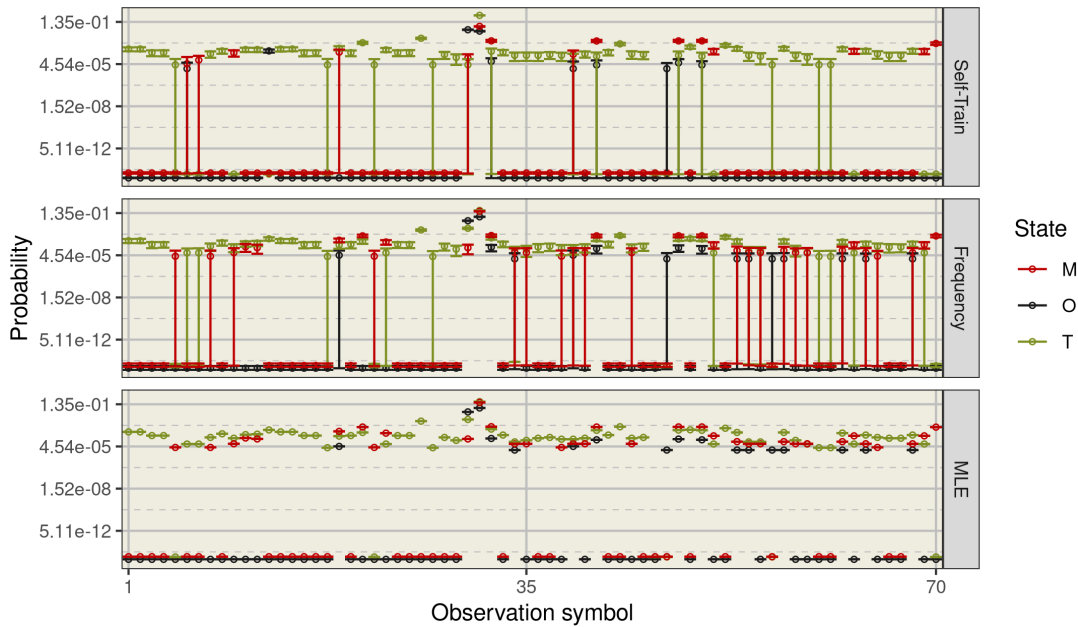 1.35e-01
4.54e-05
1.52e-08
5.11e-12
Self-Train
1.35e-01
4.54e-05
1.52e-08
5.11e-12
Frequency
1.35e-01
4.54e-05
1.52e-08
5.11e-12
MLE
Probability
1
35
70
Observation symbol
State
M
O
T